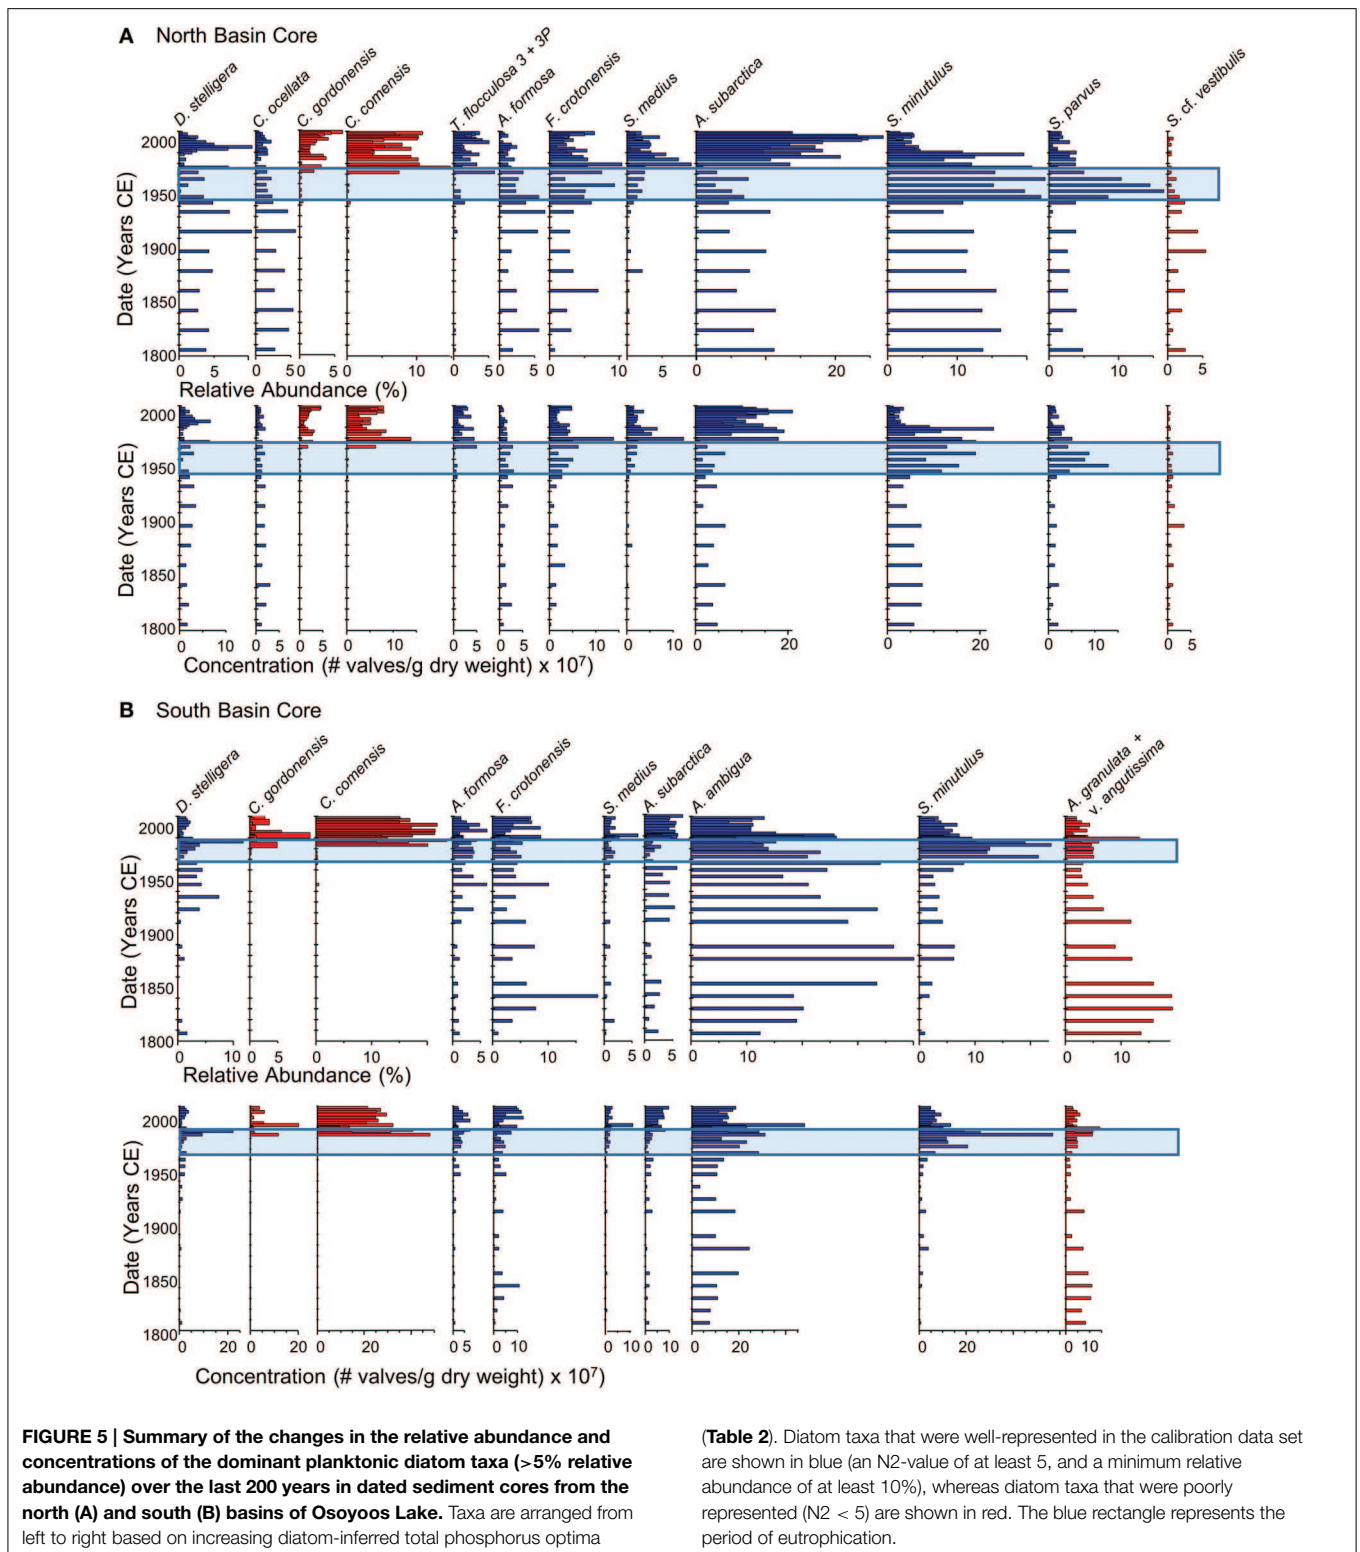 A North Basin Core
D. stelligera
C. ocellata
C. gordonensis
C. comensis
T. flocculosa 3 + 3P
A. formosa
F. crotonensis
S. medius
A. subarctica
S. minutulus
S. parvus
S. cf. vestibulis
Date (Years CE)
2000
1950
1900
1850
1800
0 5 0 5 0 5 0 5 10 0 5 0 5 0 5 10 0 5 0 10 20 0 10 20 0 5 10 15 0 5
Relative Abundance (%)
Date (Years CE)
2000
1950
1900
1850
1800
0 10 0 5 0 5 0 10 0 5 0 5 0 10 0 10 0 20 0 10 20 0 10 0 5
Concentration (# valves/g dry weight) x 10⁷)
B South Basin Core
D. stelligera
C. gordonensis
C. comensis
A. formosa
F. crotonensis
S. medius
A. subarctica
A. ambigua
S. minutulus
A. granulata +
v. angutissima
Date (Years CE)
2000
1950
1900
1850
1800
0 10 0 5 0 10 0 5 0 10 0 5 0 5 10 0 10 0 10
Relative Abundance (%)
Date (Years CE)
2000
1950
1900
1850
1800
0 20 0 20 0 20 0 5 0 10 0 10 0 10 0 20 0 20 0 10
Concentration (# valves/g dry weight) x 10⁷)
FIGURE 5 | Summary of the changes in the relative abundance and
concentrations of the dominant planktonic diatom taxa (>5% relative
abundance) over the last 200 years in dated sediment cores from the
north (A) and south (B) basins of Osoyoos Lake. Taxa are arranged from
left to right based on increasing diatom-inferred total phosphorus optima
(Table 2). Diatom taxa that were well-represented in the calibration data set
are shown in blue (an N2-value of at least 5, and a minimum relative
abundance of at least 10%), whereas diatom taxa that were poorly
represented (N2 < 5) are shown in red. The blue rectangle represents the
period of eutrophication.